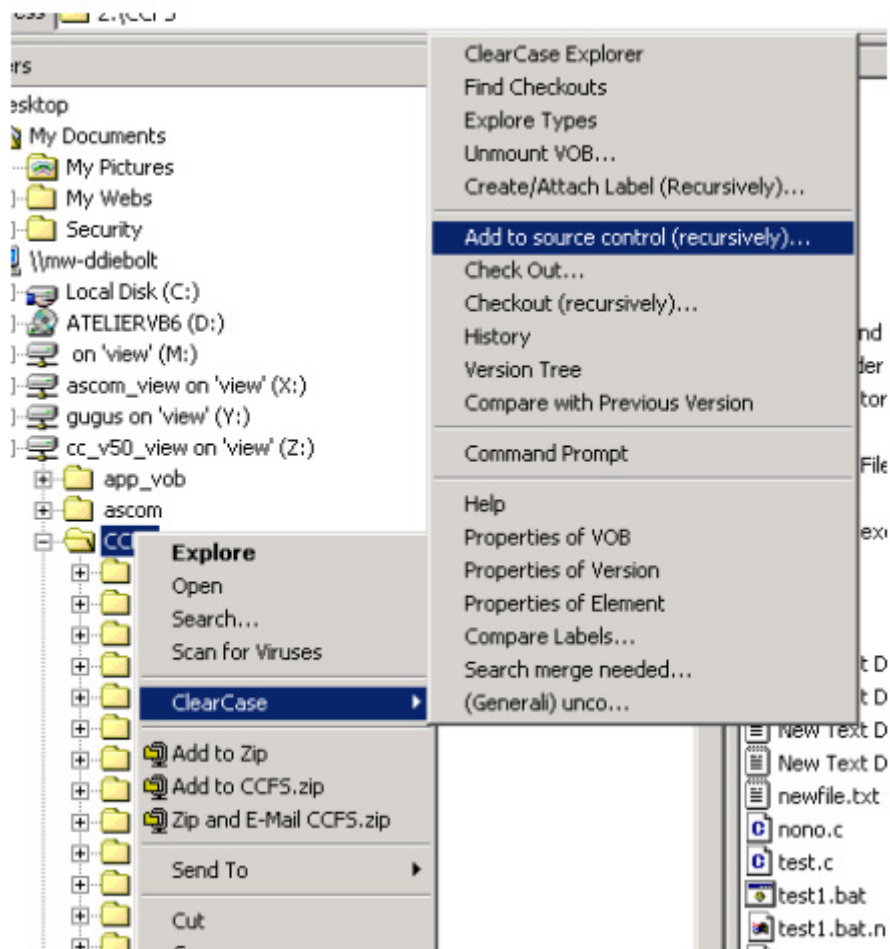 Z:\CCFS
My Documents
My Pictures
My Webs
Security
\\mw-ddiebolt
Local Disk (C:)
ATELIERVB6 (D:)
on 'view' (M:)
ascom_view on 'view' (X:)
gugus on 'view' (Y:)
cc_v50_view on 'view' (Z:)
app_vob
ascom
Explore
Open
Search...
Scan for Viruses
ClearCase
Add to Zip
Add to CCFS.zip
Zip and E-Mail CCFS.zip
Send To
Cut
ClearCase Explorer
Find Checkouts
Explore Types
Unmount VOB...
Create/Attach Label (Recursively)...
Add to source control (recursively)...
Check Out...
Checkout (recursively)...
History
Version Tree
Compare with Previous Version
Command Prompt
Help
Properties of VOB
Properties of Version
Properties of Element
Compare Labels...
Search merge needed...
(Generali) unco...
New Text D
New Text D
newfile.txt
nono.c
test.c
test1.bat
test1.bat.n